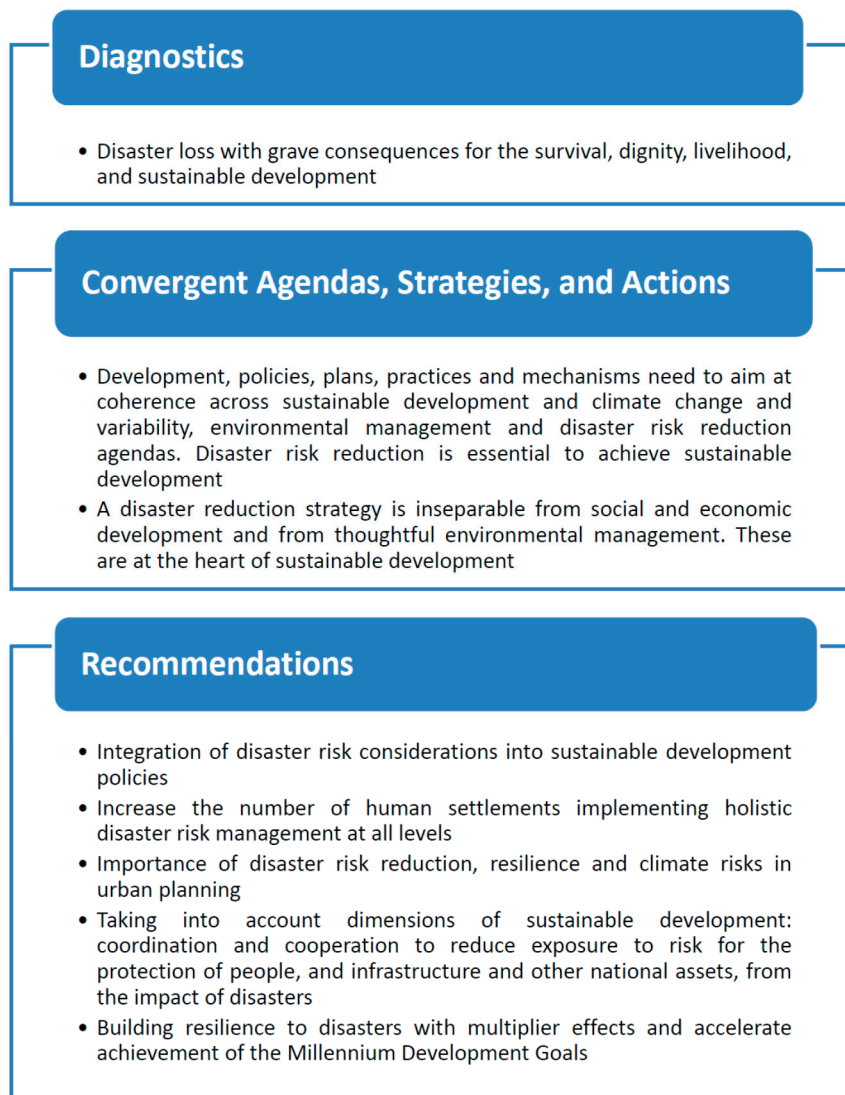 Diagnostics
• Disaster loss with grave consequences for the survival, dignity, livelihood,
and sustainable development
Convergent Agendas, Strategies, and Actions
• Development, policies, plans, practices and mechanisms need to aim at
coherence across sustainable development and climate change and
variability, environmental management and disaster risk reduction
agendas. Disaster risk reduction is essential to achieve sustainable
development
• A disaster reduction strategy is inseparable from social and economic
development and from thoughtful environmental management. These
are at the heart of sustainable development
Recommendations
• Integration of disaster risk considerations into sustainable development
policies
• Increase the number of human settlements implementing holistic
disaster risk management at all levels
• Importance of disaster risk reduction, resilience and climate risks in
urban planning
• Taking into account dimensions of sustainable development:
coordination and cooperation to reduce exposure to risk for the
protection of people, and infrastructure and other national assets, from
the impact of disasters
• Building resilience to disasters with multiplier effects and accelerate
achievement of the Millennium Development Goals